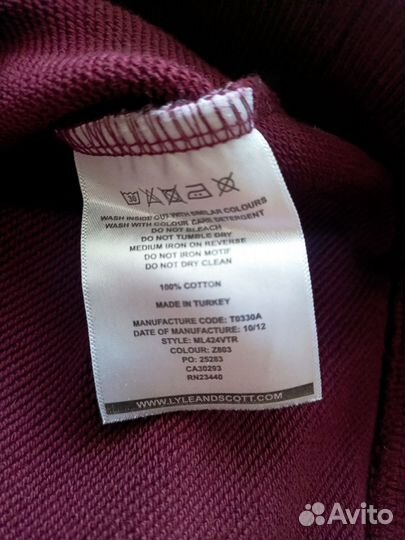 30
WASH INSIDE OUT WITH SIMILAR COLOURS
WASH WITH COLOUR CARE DETERGENT
DO NOT BLEACH
DO NOT TUMBLE DRY
MEDIUM IRON ON REVERSE
DO NOT IRON MOTIF
DO NOT DRY CLEAN
100% COTTON
MADE IN TURKEY
MANUFACTURE CODE: T0330A
DATE OF MANUFACTURE: 10/12
STYLE: ML424VTR
COLOUR: Z803
PO: 25283
CA30293
RN23440
WWW.LYLEANDSCOTT.COM
Avito